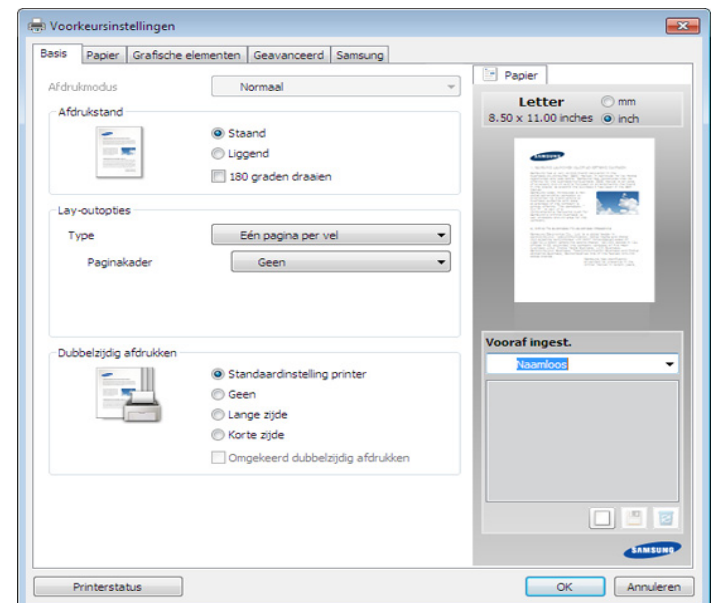 Voorkeursinstellingen
Basis Papier Grafische elementen Geavanceerd Samsung
Afdrukmodus Normaal
Afdrukstand
Staand
Liggend
180 graden draaien
Lay-outopties
Type Eén pagina per vel
Paginakader Geen
Dubbelzijdig afdrukken
Standaardinstelling printer
Geen
Lange zijde
Korte zijde
Omgekeerd dubbelzijdig afdrukken
Papier
Letter mm
8.50 x 11.00 inches inch
SAMSUNG
Vooraf ingest.
Naamloos
SAMSUNG
Printerstatus OK Annuleren